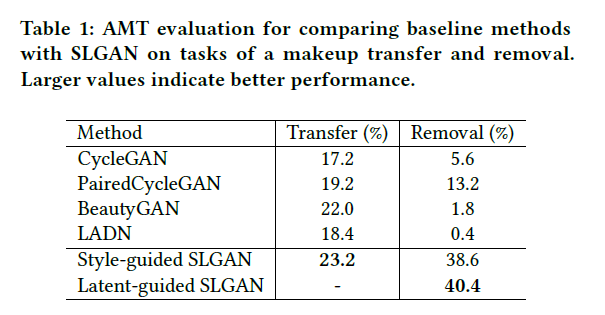 Table 1: AMT evaluation for comparing baseline methods
with SLGAN on tasks of a makeup transfer and removal.
Larger values indicate better performance.
Method Transfer (%) Removal (%)
CycleGAN 17.2 5.6
PairedCycleGAN 19.2 13.2
BeautyGAN 22.0 1.8
LADN 18.4 0.4
Style-guided SLGAN 23.2 38.6
Latent-guided SLGAN - 40.4